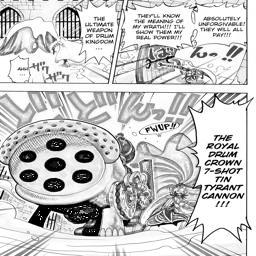 ABSOLUTELY
UNFORGIVABLE!
THEY WILL ALL
PAY!!!
THEY'LL KNOW
THE MEANING OF
MY WRATH!!! I'LL
SHOW THEM MY
REAL POWER!!
THE
ULTIMATE
WEAPON
OF DRUM
KINGDOM...
FWUP!!
THE
ROYAL
DRUM
CROWN
7-SHOT
TIN
TYRANT
CANNON
!!!